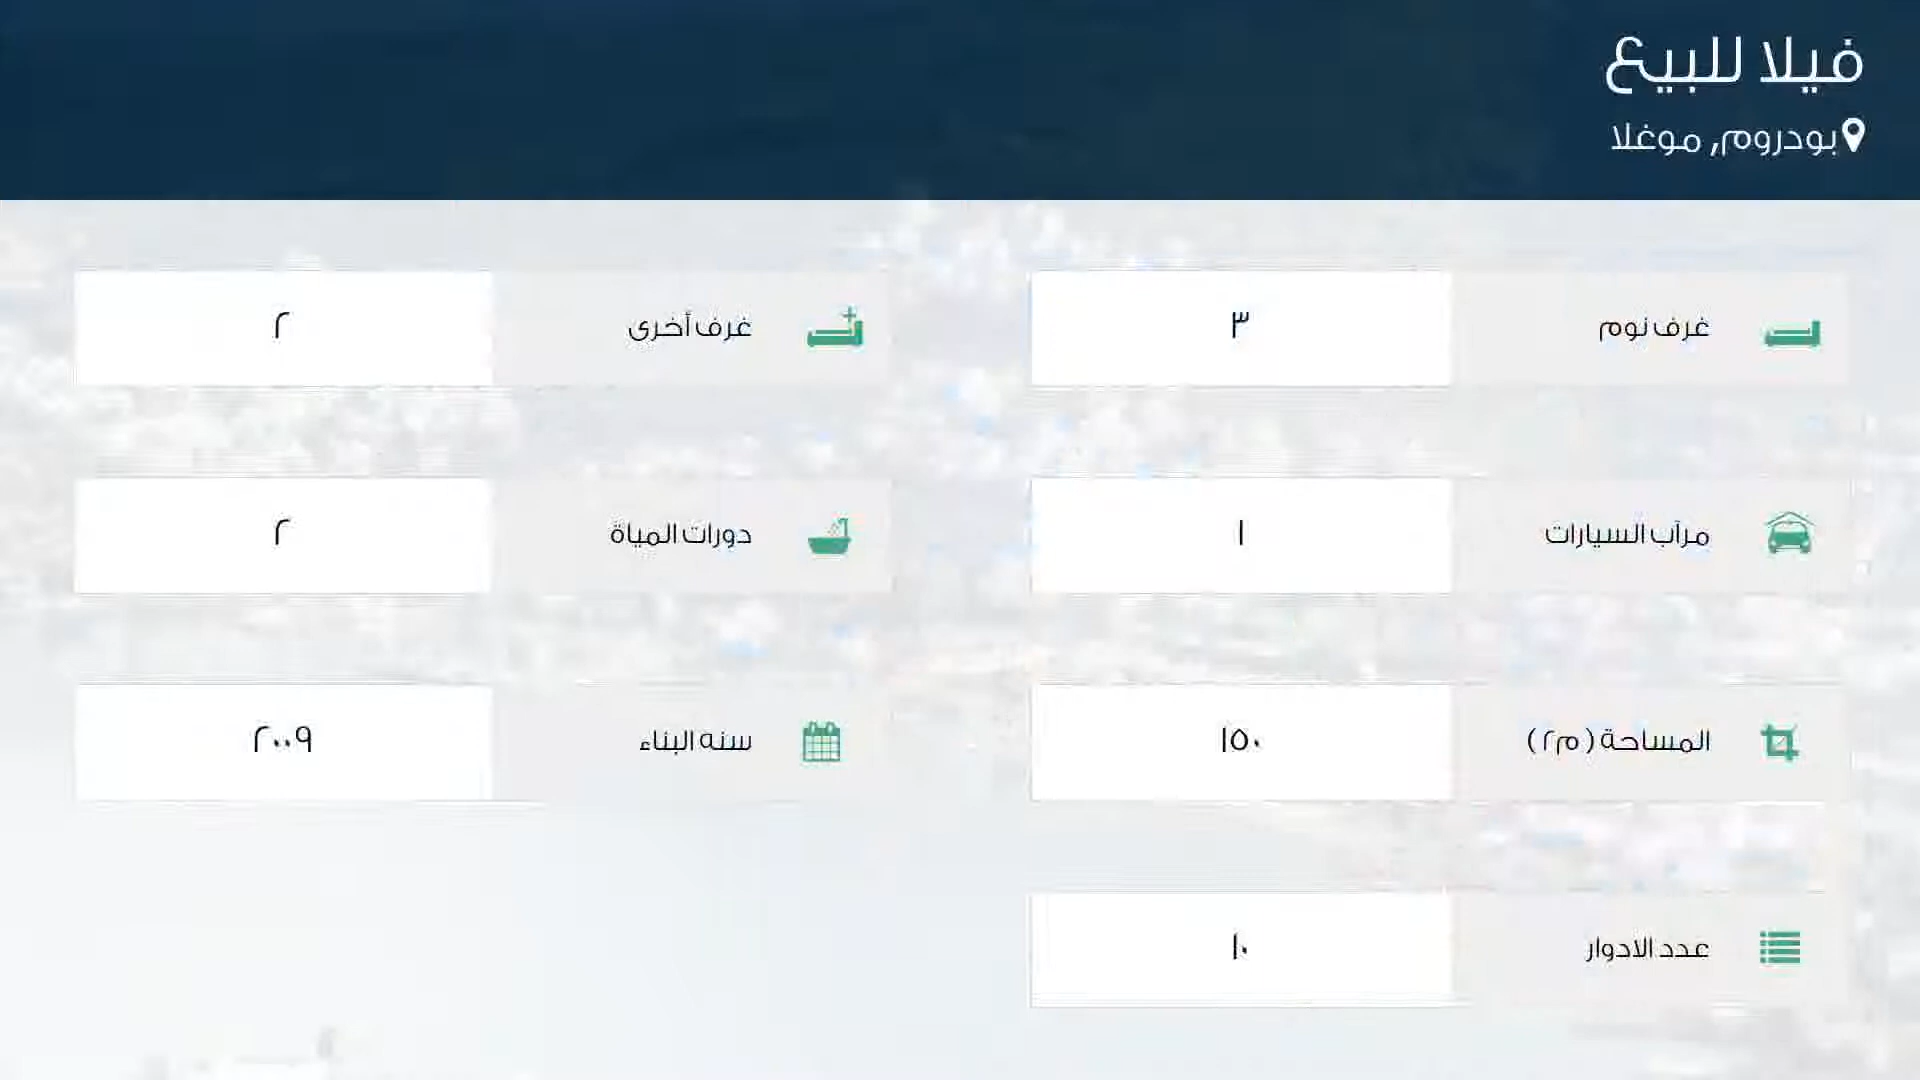 فيلا للبيع
بودروم, موغلا
غرف نوم
٣
غرف أخرى
٢
مرآب السيارات
١
دورات المياة
٢
المساحة (م٢)
١٥٠
سنه البناء
٢٠٠٩
عدد الادوار
١٠